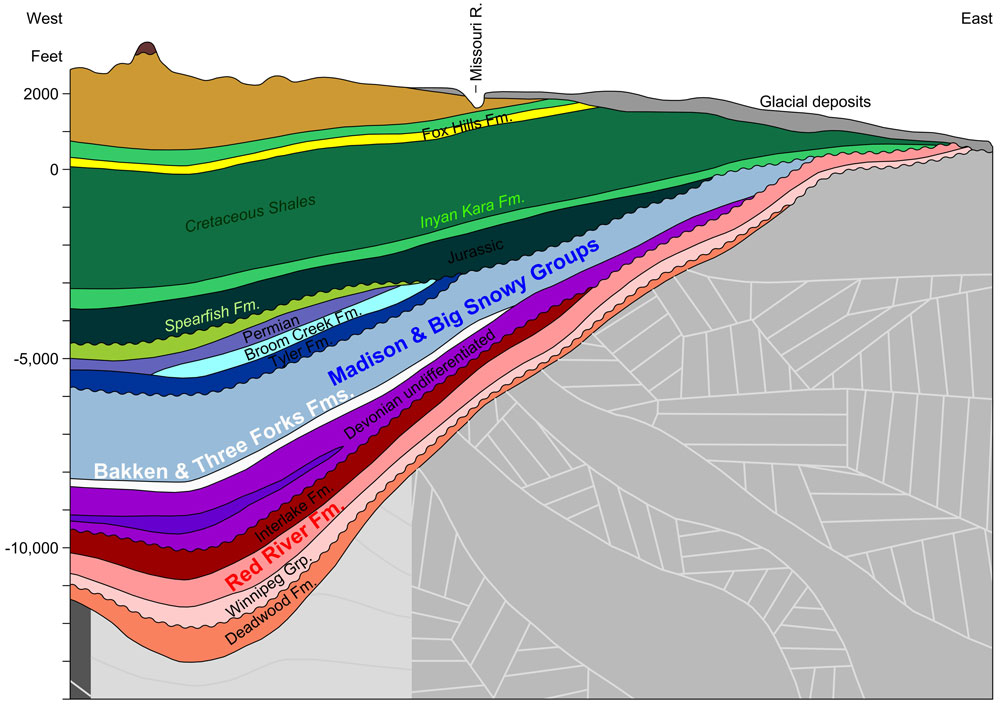 West
East
Feet
Missouri R.
2000
Glacial deposits
Fox Hills Fm.
0
Cretaceous Shales
Inyan Kara Fm.
Jurassic
Spearfish Fm.
Permian
Broom Creek Fm.
Tyler Fm.
-5,000
Madison & Big Snowy Groups
Bakken & Three Forks Fms.
Devonian undifferentiated
Interlake Fm.
-10,000
Red River Fm.
Winnipeg Grp.
Deadwood Fm.